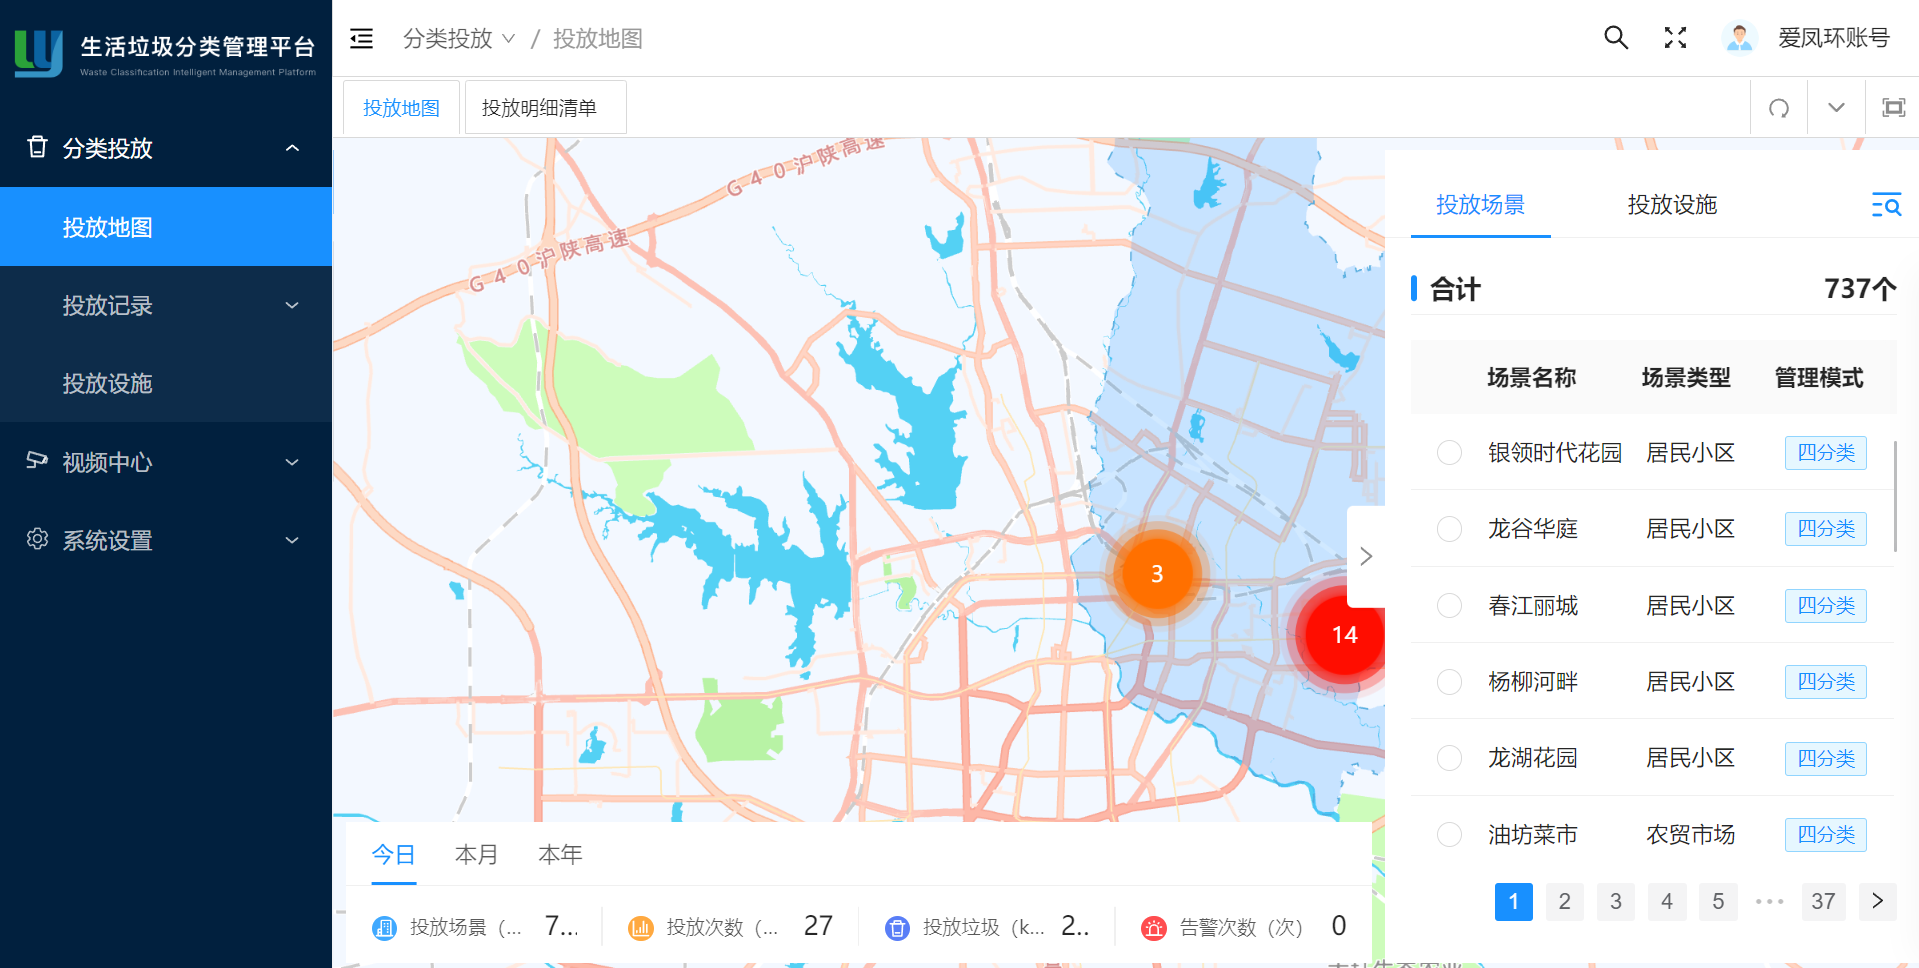 生活垃圾分类管理平台
Waste Classification Intelligent Management Platform
分类投放
投放地图
投放记录
投放设施
视频中心
系统设置
分类投放 / 投放地图
爱凤环账号
投放地图
投放明细清单
G40沪陕高速
G40沪陕高速
3
14
投放场景
投放设施
合计
737个
场景名称 场景类型 管理模式
银领时代花园 居民小区 四分类
龙谷华庭 居民小区 四分类
春江丽城 居民小区 四分类
杨柳河畔 居民小区 四分类
龙湖花园 居民小区 四分类
油坊菜市 农贸市场 四分类
1 2 3 4 5 ••• 37
今日 本月 本年
投放场景（... 7...
投放次数（... 27
投放垃圾（k... 2..
告警次数（次） 0